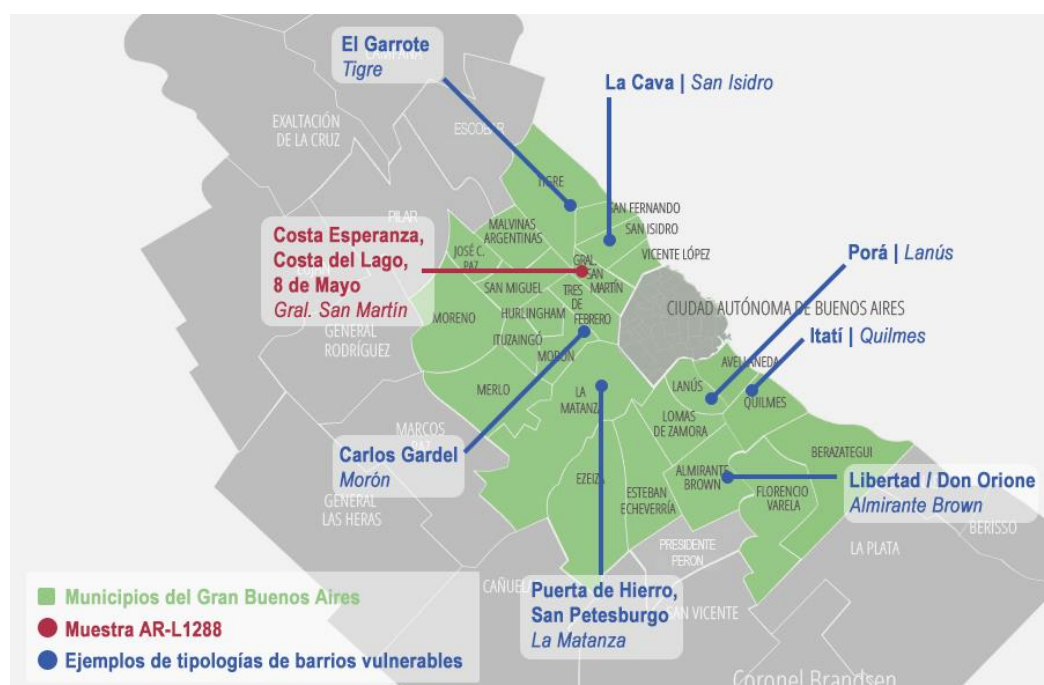 El Garrote
Tigre
CAMPANA
La Cava | San Isidro
EXALTACIÓN
DE LA CRUZ
ESCOBAR
TIGRE
SAN FERNANDO
PILAR
MALVINAS
ARGENTINAS
SAN ISIDRO
Costa Esperanza,
Costa del Lago,
8 de Mayo
Gral. San Martín
JOSÉ C.
PAZ
GRAL.
SAN
MARTÍN
VICENTE LÓPEZ
Porá | Lanús
LUJÁN
SAN MIGUEL
TRES
DE
FEBRERO
CIUDAD AUTÓNOMA DE BUENOS AIRES
MORENO
HURLINGHAM
GENERAL
RODRÍGUEZ
ITUZAINGÓ
Itatí | Quilmes
MORÓN
AVELLANEDA
MERLO
LA
MATANZA
LANÚS
QUILMES
LOMAS
DE ZAMORA
MARCOS
PAZ
BERAZATEGUI
Carlos Gardel
Morón
EZEIZA
ALMIRANTE
BROWN
Libertad / Don Orione
Almirante Brown
GENERAL
LAS HERAS
ESTEBAN
ECHEVERRÍA
FLORENCIO
VARELA
BERISSO
PRESIDENTE
PERON
LA PLATA
CAÑUELA
Puerta de Hierro,
San Petesburgo
La Matanza
SAN VICENTE
Municipios del Gran Buenos Aires
Muestra AR-L1288
Ejemplos de tipologías de barrios vulnerables
Coronel Brandsen